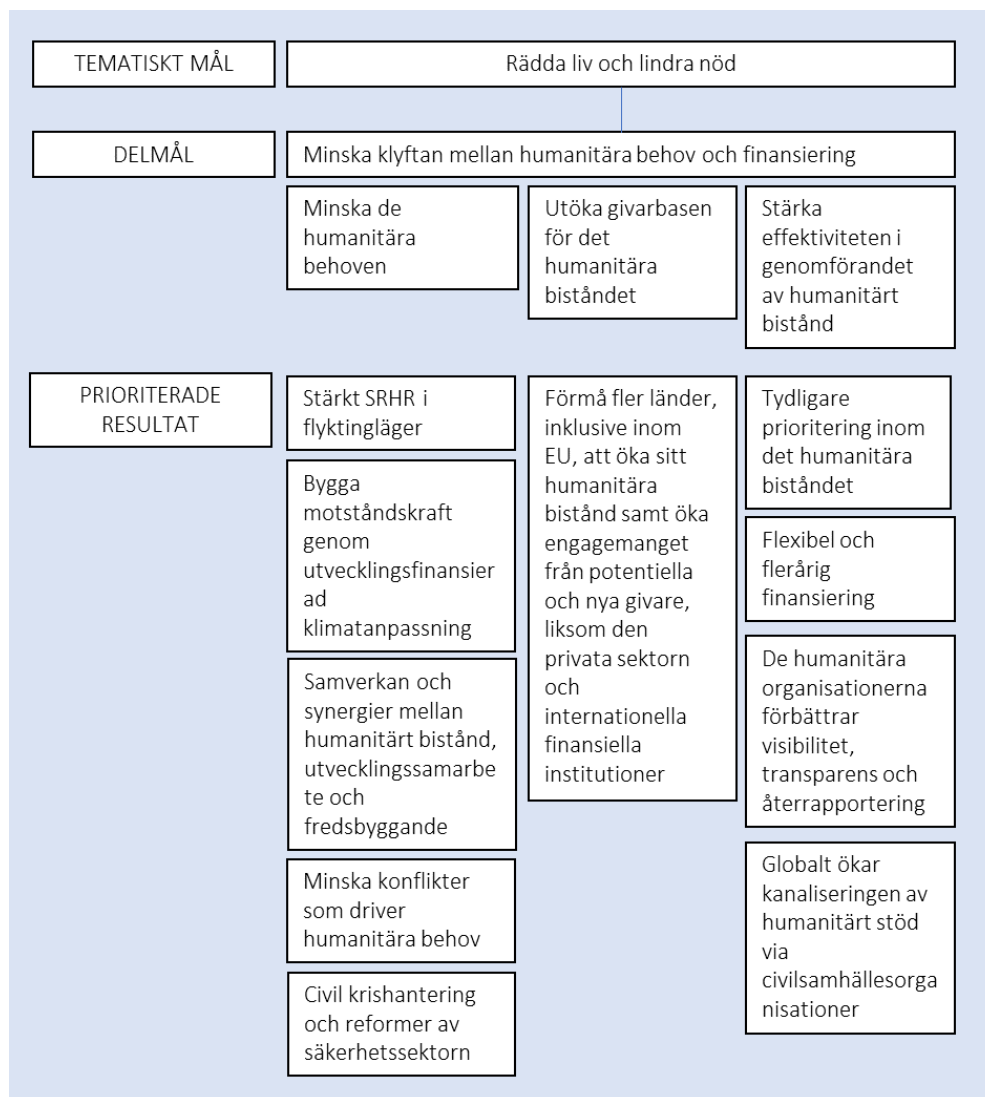 TEMATISKT MÅL
Rädda liv och lindra nöd
DELMÅL
Minska klyftan mellan humanitära behov och finansiering
Minska de
humanitära
behoven
Utöka givarbasen
för det
humanitära
biståndet
Stärka
effektiviteten i
genomförandet
av humanitärt
bistånd
PRIORITERADE
RESULTAT
Stärkt SRHR i
flyktingläger
Bygga
motståndskraft
genom
utvecklingsfinansier
ad
klimatanpassning
Samverkan och
synergier mellan
humanitärt bistånd,
utvecklingssamarbe
te och
fredsbyggande
Minska konflikter
som driver
humanitära behov
Civil krishantering
och reformer av
säkerhetssektorn
Förmå fler länder,
inklusive inom
EU, att öka sitt
humanitära
bistånd samt öka
engagemanget
från potentiella
och nya givare,
liksom den
privata sektorn
och
internationella
finansiella
institutioner
Tydligare
prioritering inom
det humanitära
biståndet
Flexibel och
flerårig
finansiering
De humanitära
organisationerna
förbättrar
visibilitet,
transparens och
återrapportering
Globalt ökar
kanaliseringen av
humanitärt stöd
via
civilsamhällesorga
nisationer